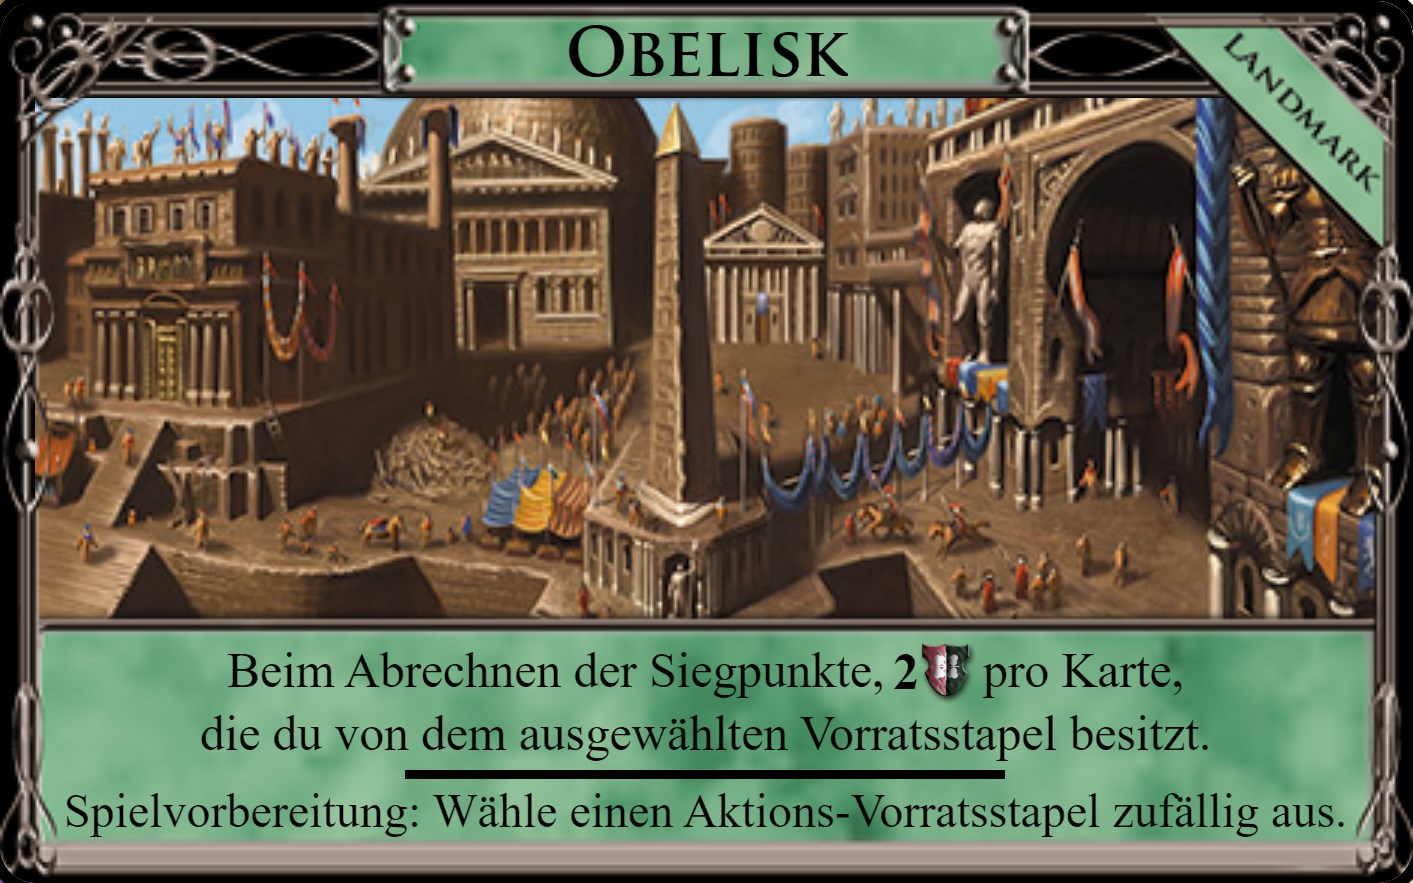 OBELISK
LANDMARK
Beim Abrechnen der Siegpunkte, 2 pro Karte,
die du von dem ausgewählten Vorratsstapel besitzt.
Spielvorbereitung: Wähle einen Aktions-Vorratsstapel zufällig aus.